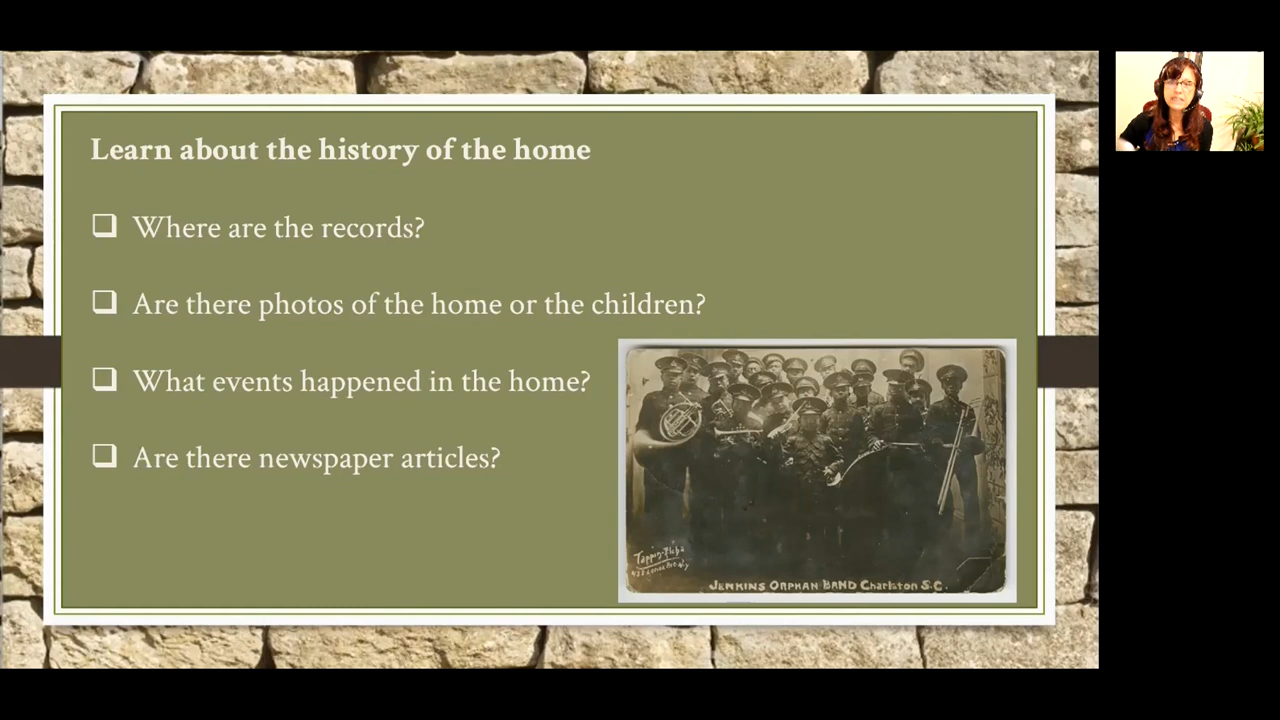 Learn about the history of the home
Where are the records?
Are there photos of the home or the children?
What events happened in the home?
Are there newspaper articles?
JENKINS ORPHAN BAND Charlston S.C.